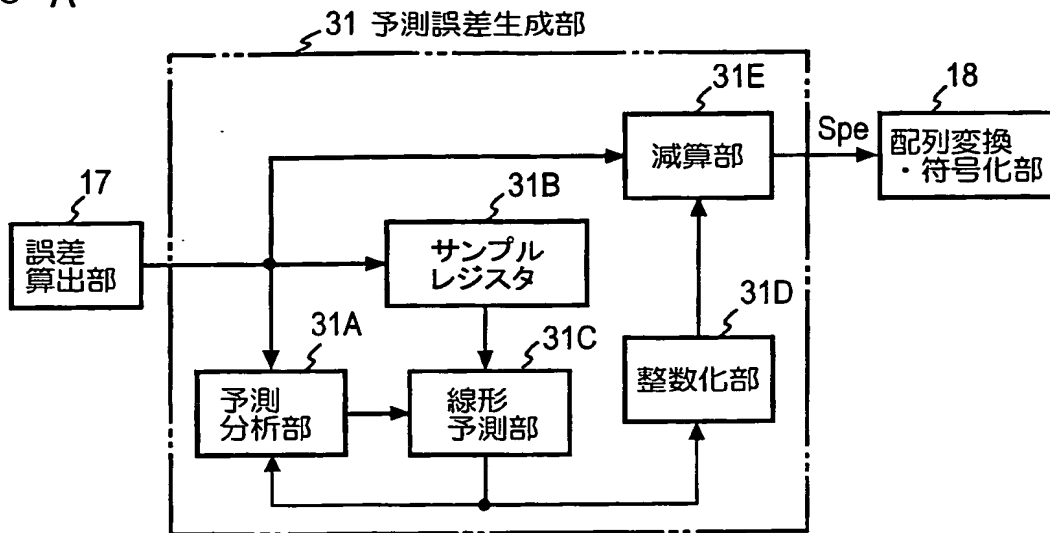 A
31 予測誤差生成部
31E
18
減算部
Spe
配列変換
・符号化部
17
31B
誤差
算出部
サンプル
レジスタ
31D
31A
31C
整数化部
予測
分析部
線形
予測部